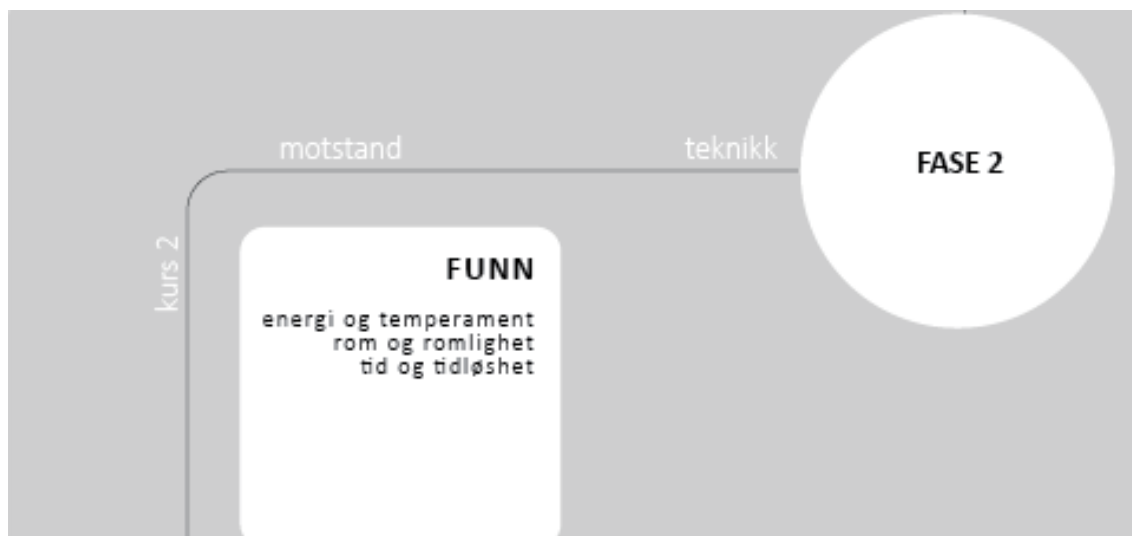 motstand
teknikk
FASE 2
kurs 2
FUNN
energi og temperament
rom og romlighet
tid og tidløshet